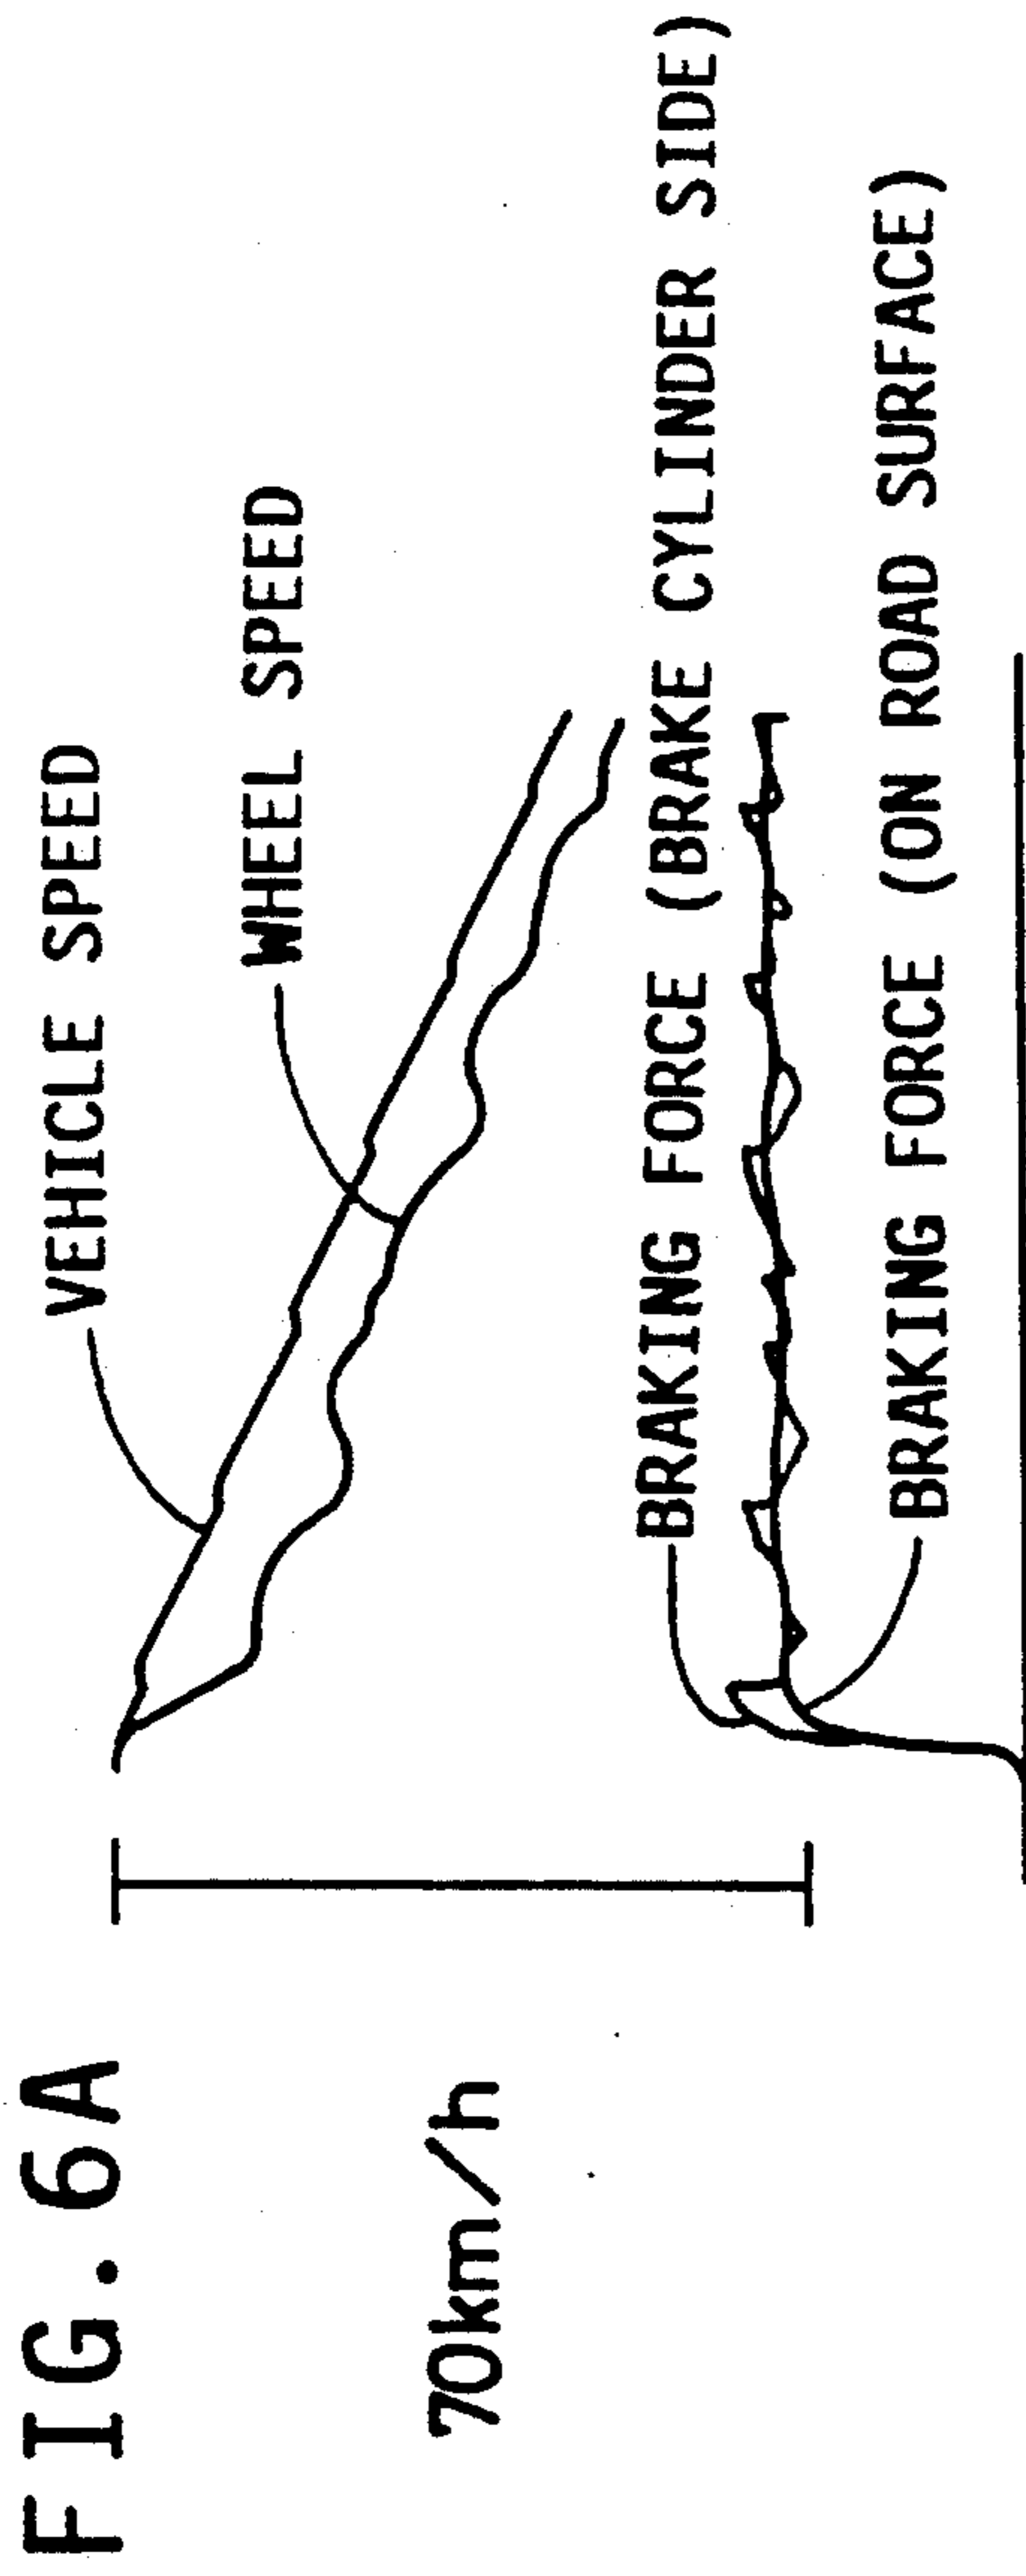 FIG. 6A
70km/h
VEHICLE SPEED
WHEEL SPEED
BRAKING FORCE (BRAKE CYLINDER SIDE)
BRAKING FORCE (ON ROAD SURFACE)